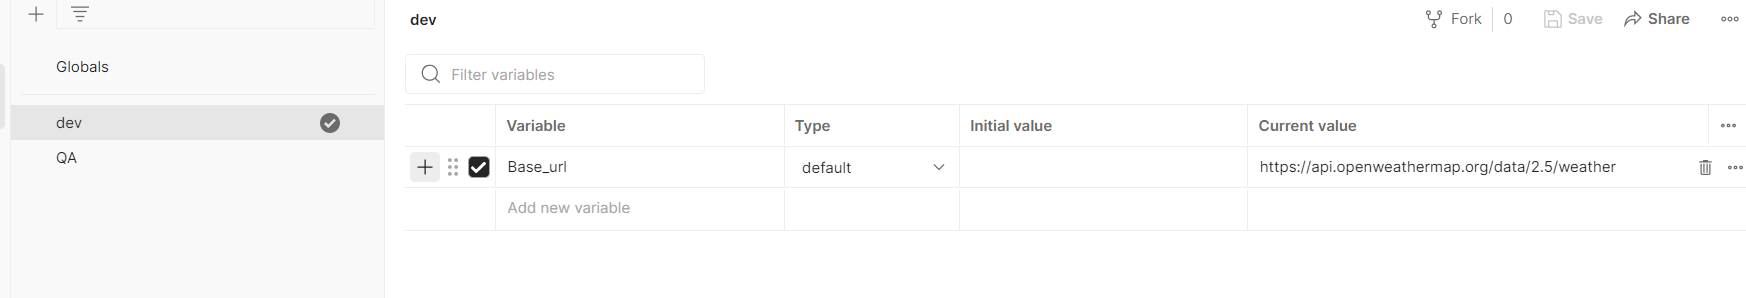 dev
Fork 0 Save Share
Globals
Filter variables
dev
QA
Variable Type Initial value Current value
Base_url default https://api.openweathermap.org/data/2.5/weather
Add new variable